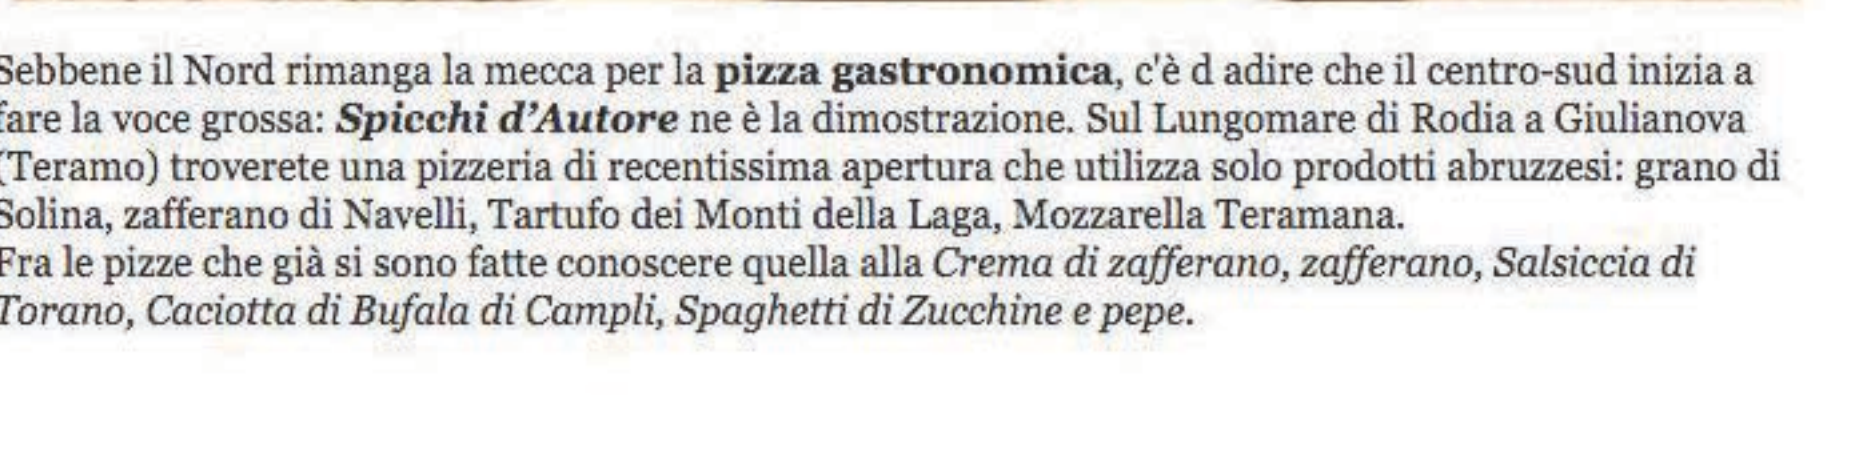 Sebbene il Nord rimanga la mecca per la pizza gastronomica, c'è d adire che il centro-sud inizia a
fare la voce grossa: Spicchi d’Autore ne è la dimostrazione. Sul Lungomare di Rodia a Giulianova
(Teramo) troverete una pizzeria di recentissima apertura che utilizza solo prodotti abruzzesi: grano di
Solina, zafferano di Navelli, Tartufo dei Monti della Laga, Mozzarella Teramana.
Fra le pizze che già si sono fatte conoscere quella alla Crema di zafferano, zafferano, Salsiccia di
Torano, Caciotta di Bufala di Campli, Spaghetti di Zucchine e pepe.